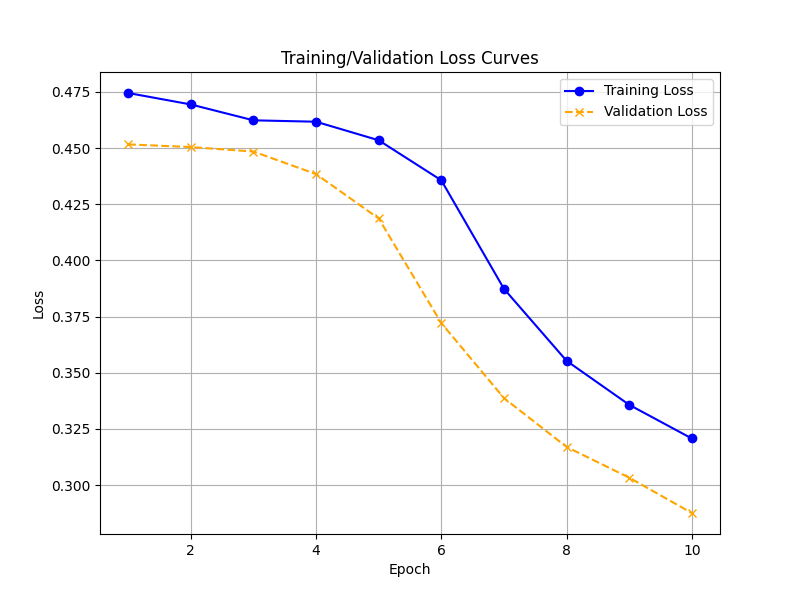 Training/Validation Loss Curves
Training Loss
Validation Loss
0.475
0.450
0.425
0.400
0.375
0.350
0.325
0.300
Loss
2 4 6 8 10
Epoch